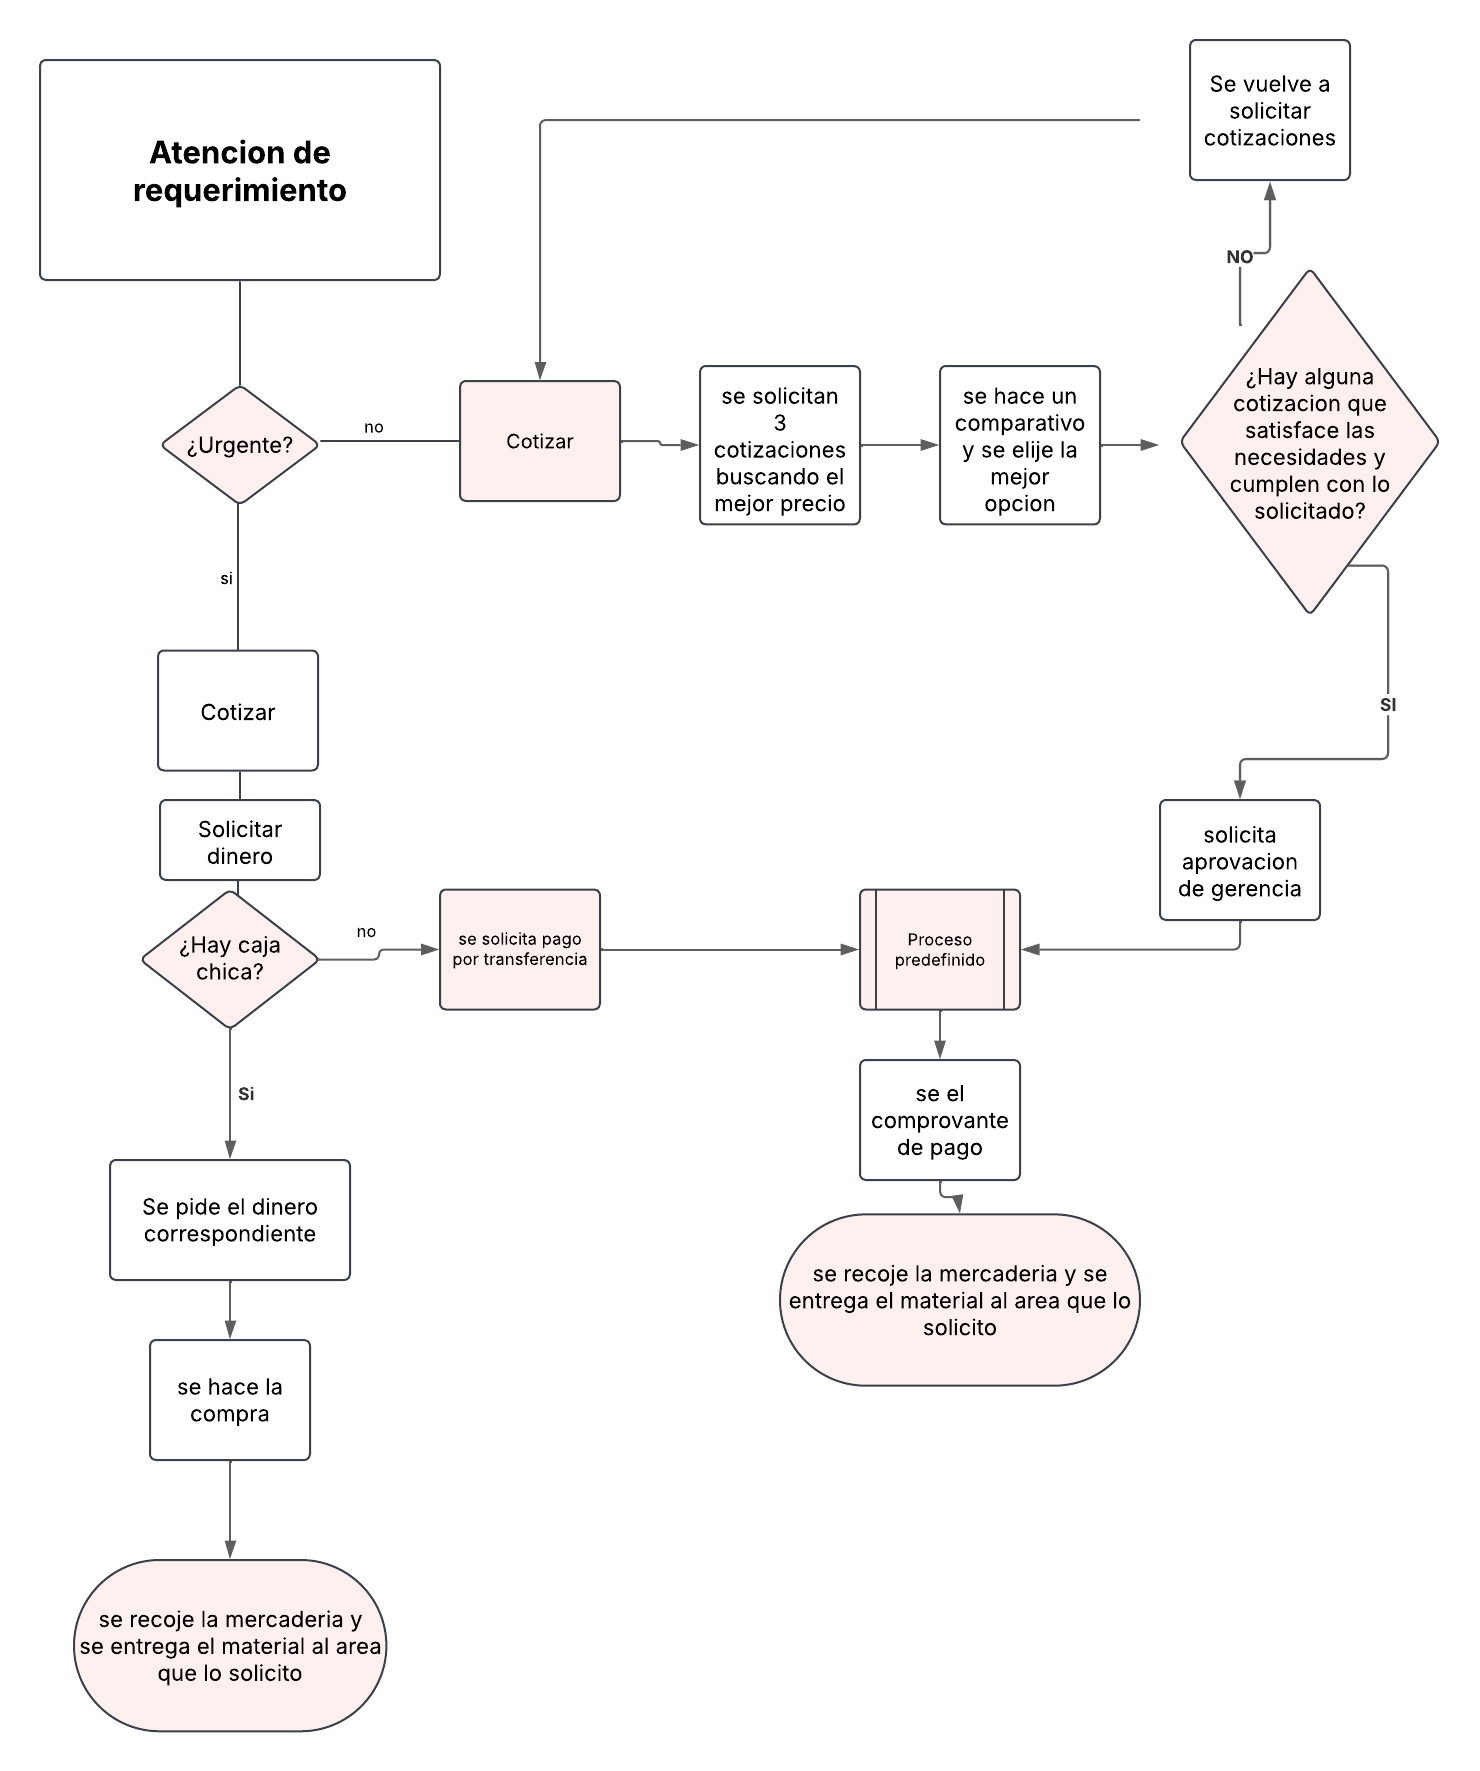 Atencion de
requerimiento
Se vuelve a
solicitar
cotizaciones
NO
¿Urgente?
no
Cotizar
se solicitan
3
cotizaciones
buscando el
mejor precio
se hace un
comparativo
y se elije la
mejor
opcion
¿Hay alguna
cotizacion que
satisface las
necesidades y
cumplen con lo
solicitado?
si
SI
Cotizar
Solicitar
dinero
solicita
aprovacion
de gerencia
¿Hay caja
chica?
no
se solicita pago
por transferencia
Proceso
predefinido
Si
se el
comprovante
de pago
Se pide el dinero
correspondiente
se recoje la mercaderia y se
entrega el material al area que lo
solicito
se hace la
compra
se recoje la mercaderia y
se entrega el material al area
que lo solicito